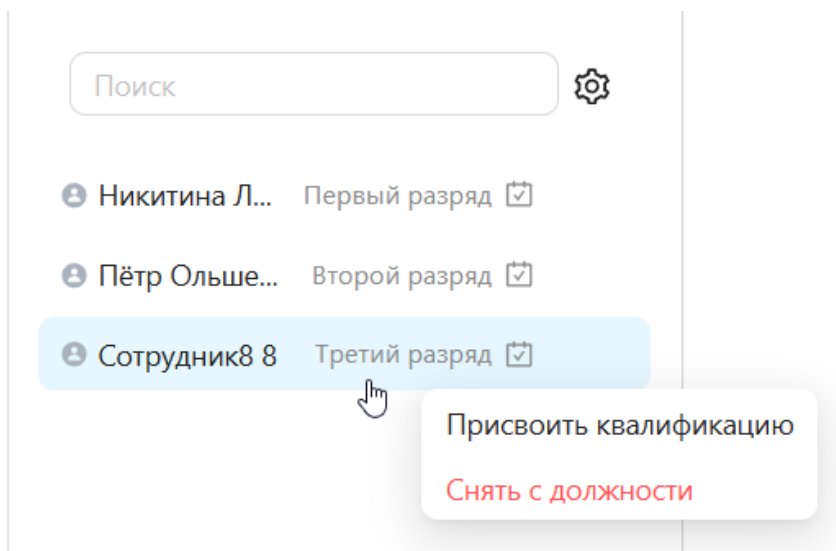 Поиск
Никитина Л... Первый разряд
Пётр Ольше... Второй разряд
Сотрудник8 8 Третий разряд
Присвоить квалификацию
Снять с должности